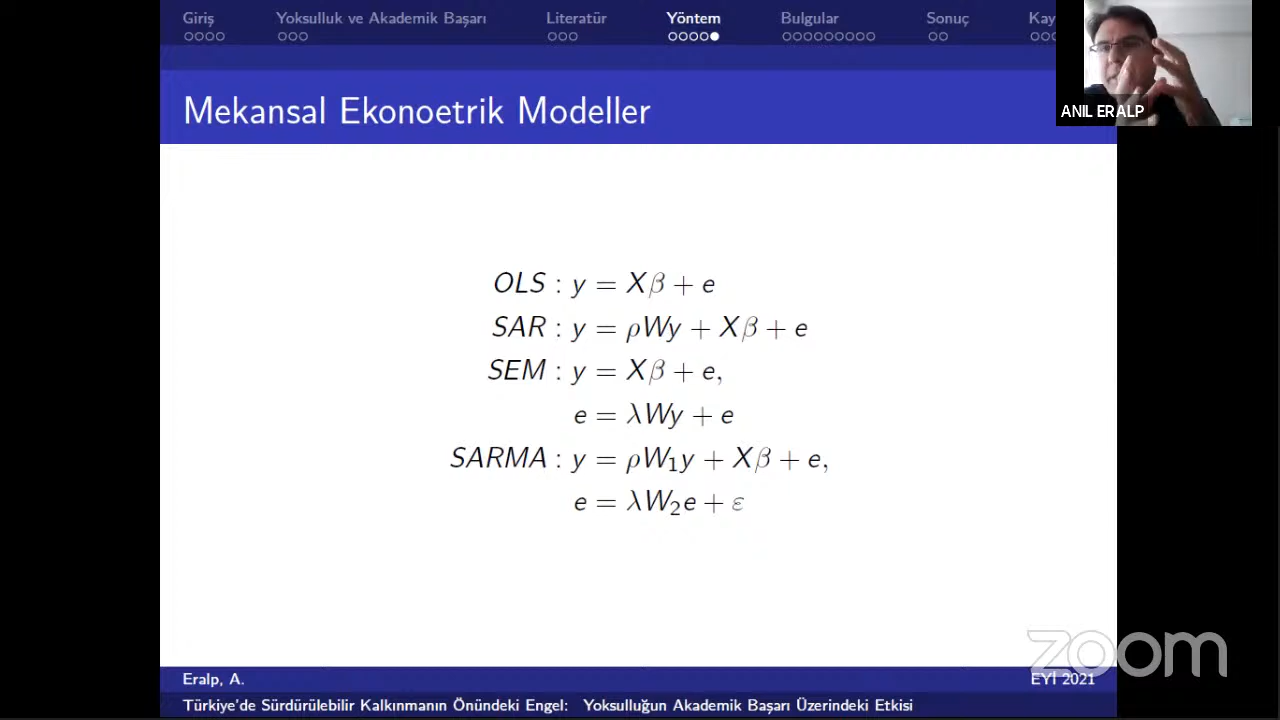 Giriş Yoksulluk ve Akademik Başarı Literatür Yöntem Bulgular Sonuç Kay
ANIL ERALP
Mekansal Ekonoetrik Modeller
OLS : y = Xβ + e
SAR : y = ρWy + Xβ + e
SEM : y = Xβ + e,
e = λWy + e
SARMA : y = ρW₁y + Xβ + e,
e = λW₂e + ε
zoom
Eralp, A. EYİ 2021
Türkiye'de Sürdürülebilir Kalkınmanın Önündeki Engel: Yoksulluğun Akademik Başarı Üzerindeki Etkisi